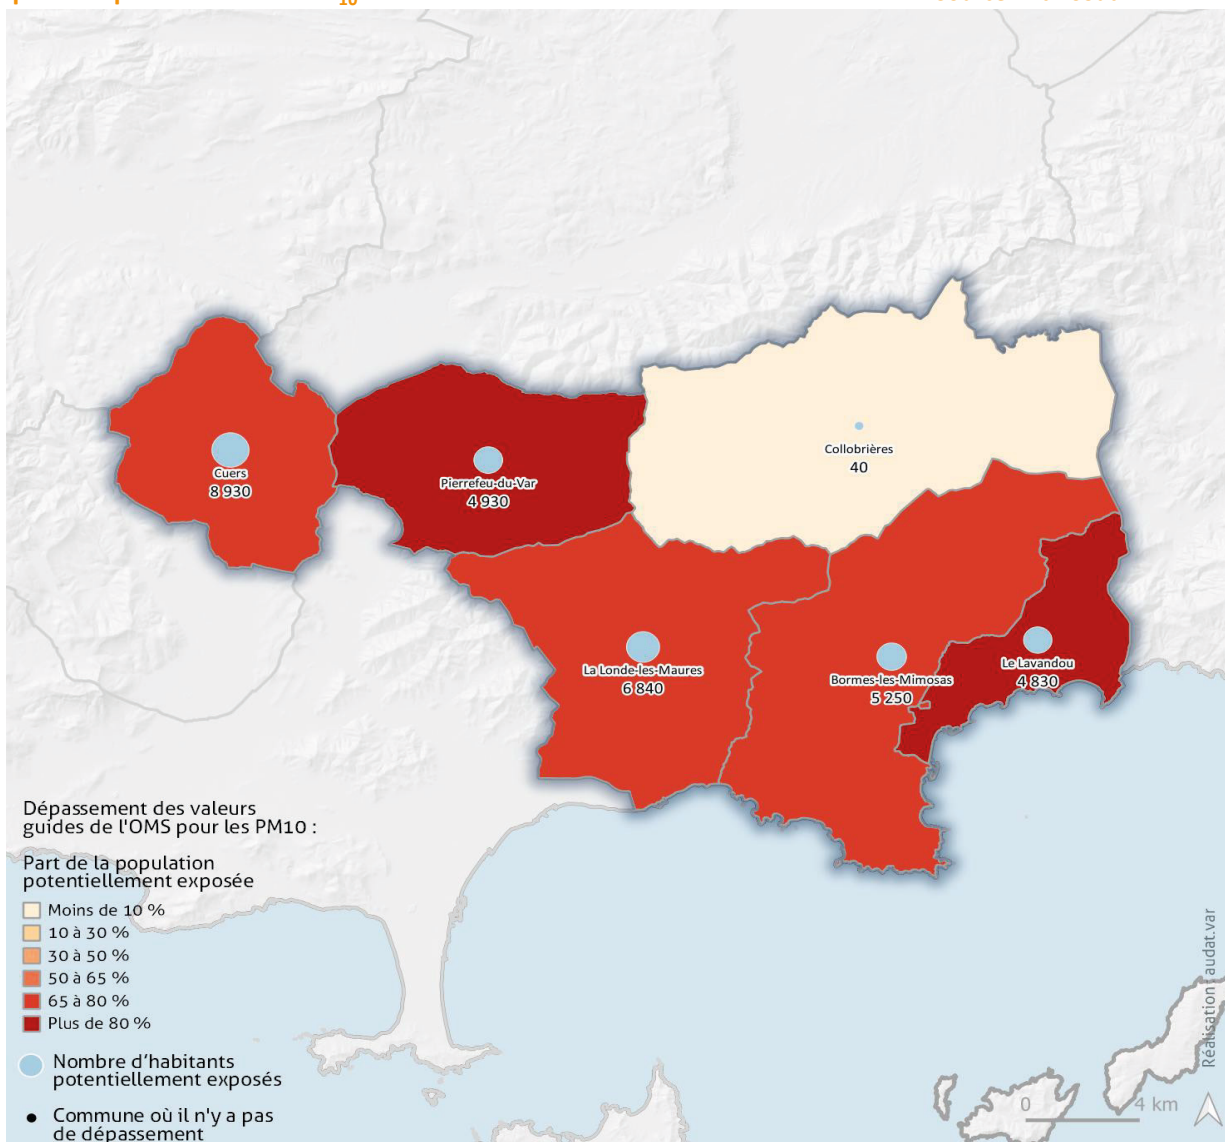 10
Cuers
8 930
Pierrefeu-du-Var
4 930
Collobrières
40
La Londe-les-Maures
6 840
Bormes-les-Mimosas
5 250
Le Lavandou
4 830
Dépassement des valeurs
guides de l'OMS pour les PM10 :
Part de la population
potentiellement exposée
Moins de 10 %
10 à 30 %
30 à 50 %
50 à 65 %
65 à 80 %
Plus de 80 %
Nombre d’habitants
potentiellement exposés
Commune où il n'y a pas
de dépassement
0 4 km
Réalisation : audat.var